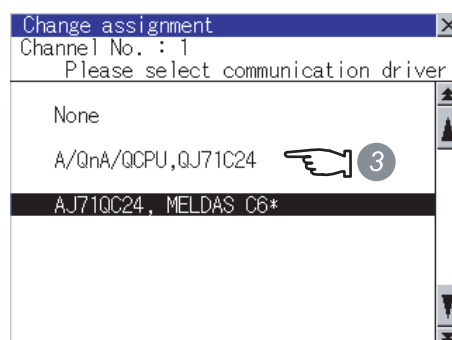 Change assignment
Channel No. : 1
Please select communication driver
None
A/QnA/QCPU,QJ71C24
3
AJ71QC24, MELDAS C6*